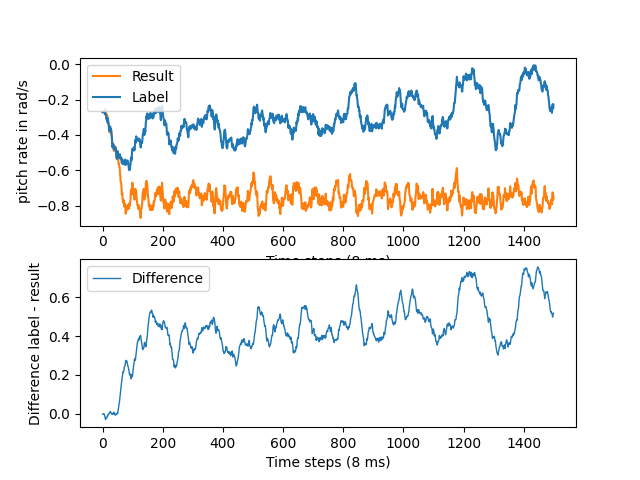 0.0
−0.2
−0.4
−0.6
−0.8
pitch rate in rad/s
Result
Label
0 200 400 600 800 1000 1200 1400
Time steps (8 ms)
0.6
0.4
0.2
0.0
Difference label - result
Difference
0 200 400 600 800 1000 1200 1400
Time steps (8 ms)